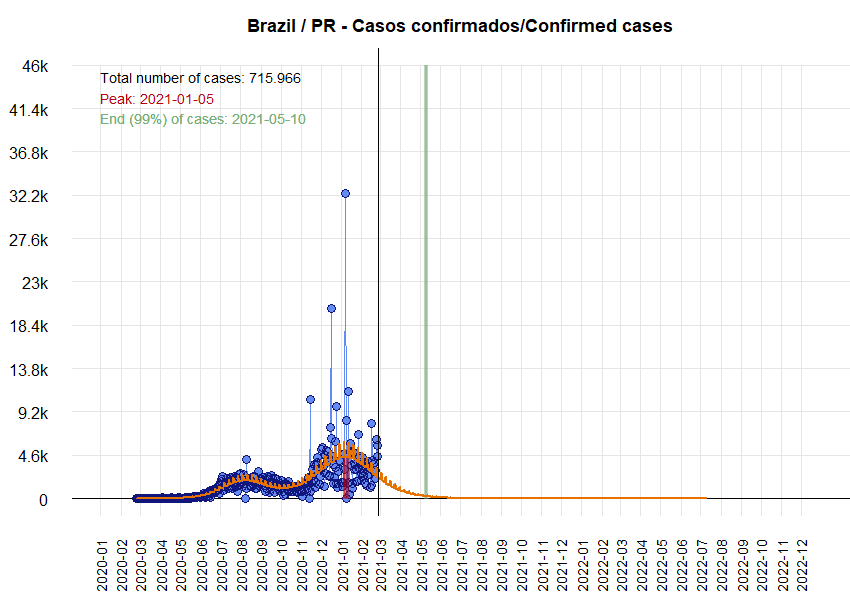 Brazil / PR - Casos confirmados/Confirmed cases
46k
Total number of cases: 715.966
Peak: 2021-01-05
End (99%) of cases: 2021-05-10
41.4k
36.8k
32.2k
27.6k
23k
18.4k
13.8k
9.2k
4.6k
0
2020-01
2020-02
2020-03
2020-04
2020-05
2020-06
2020-07
2020-08
2020-09
2020-10
2020-11
2020-12
2021-01
2021-03
2021-04
2021-05
2021-06
2021-07
2021-08
2021-09
2021-10
2021-11
2021-12
2022-01
2022-02
2022-03
2022-04
2022-05
2022-06
2022-07
2022-08
2022-09
2022-10
2022-11
2022-12